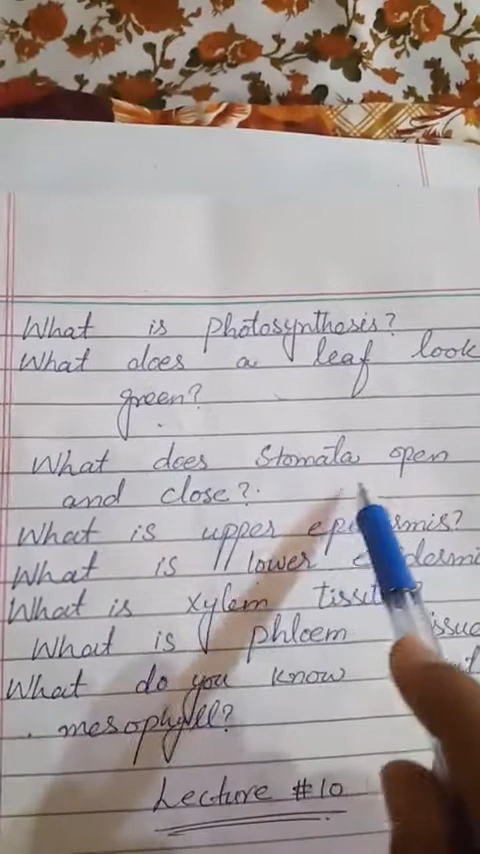 What is photosynthesis?
What does a leaf look
green?
What does Stomata open
and close?
What is upper epidermis?
What is lower
What is xylem tissue?
What is phloem
What do you know
mesophyll?
Lecture #10